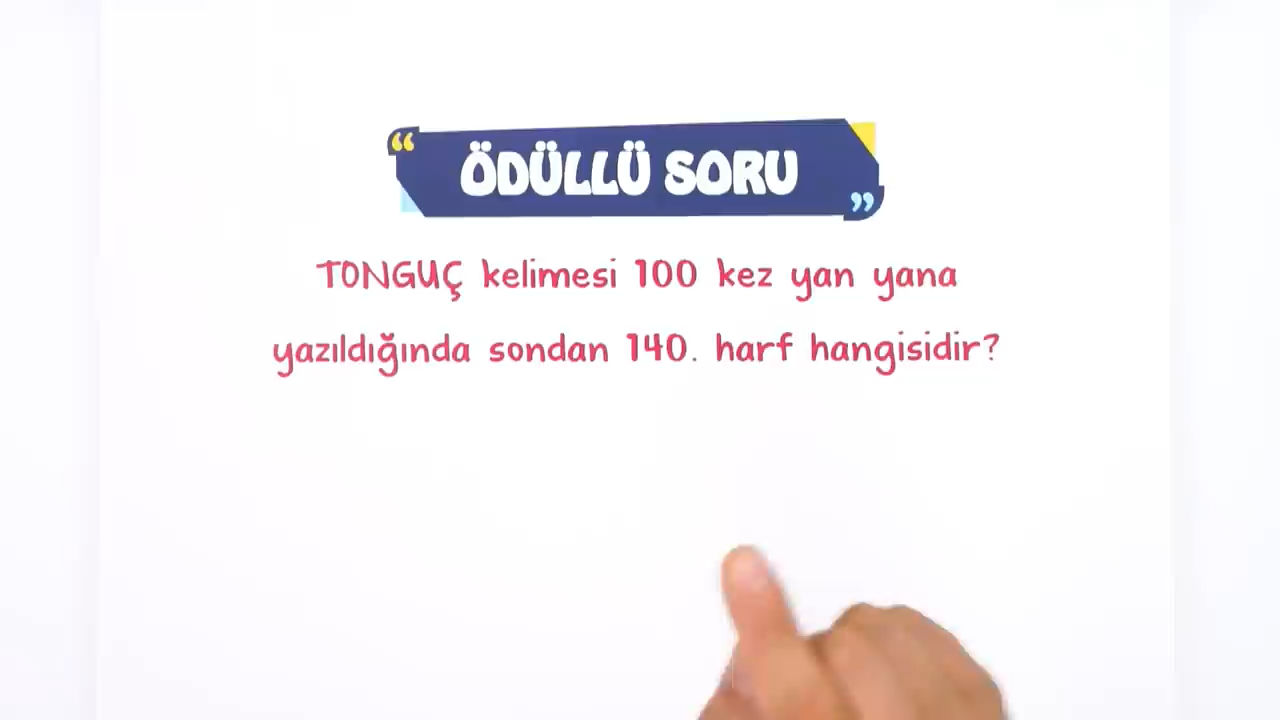 “ ÖDÜLLÜ SORU ”
TONGUÇ kelimesi 100 kez yan yana
yazıldığında sondan 140. harf hangisidir?